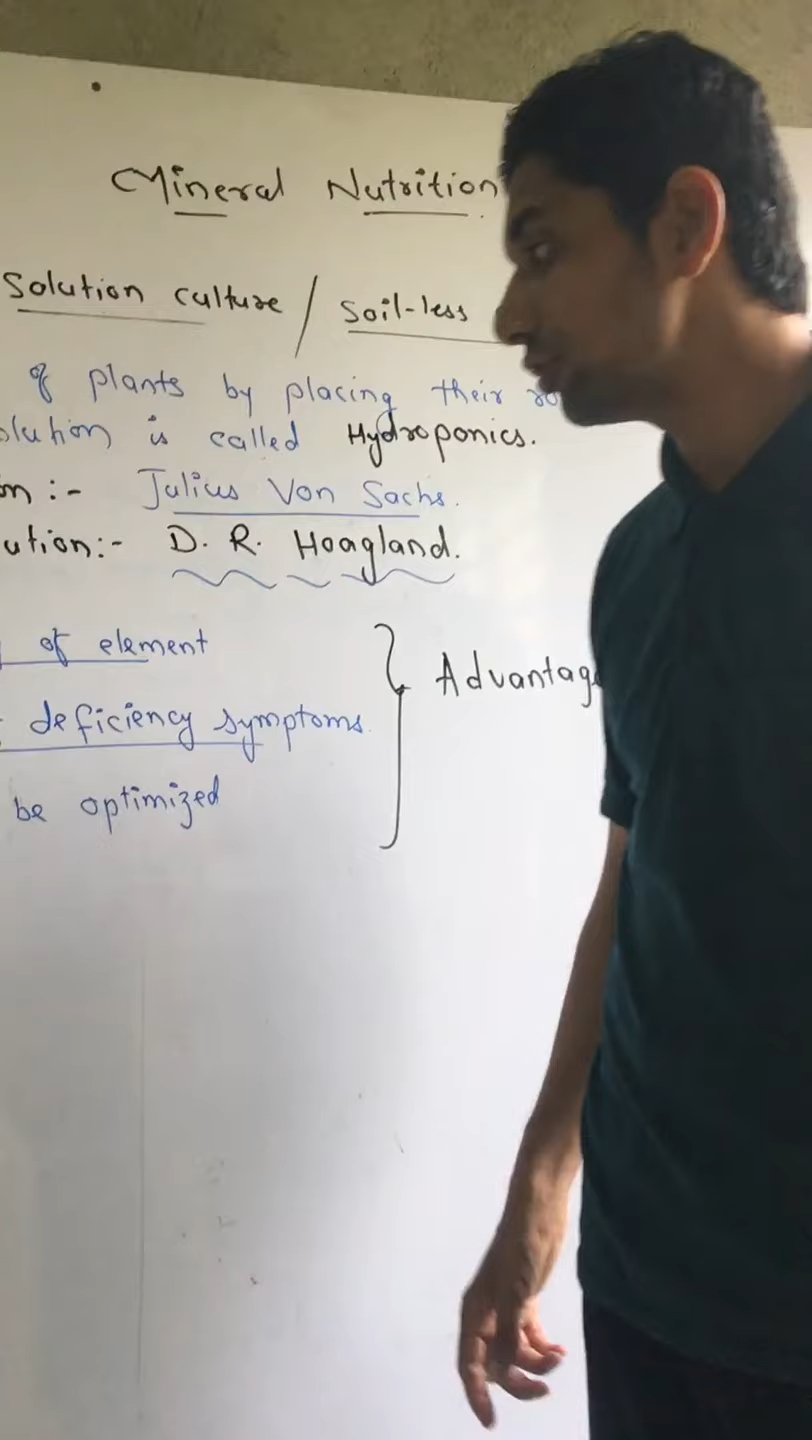 Mineral Nutrition
Solution culture / Soil-less
of plants by placing their
olution is called Hydroponics.
on :- Julius Von Sachs.
ution:- D. R. Hoagland.
of element
deficiency symptoms.
be optimized
Advantag